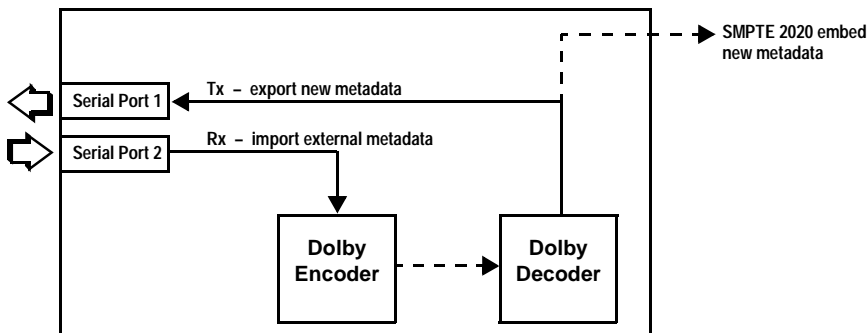 SMPTE 2020 embed
new metadata
Tx – export new metadata
Serial Port 1
Rx – import external metadata
Serial Port 2
Dolby
Encoder
Dolby
Decoder